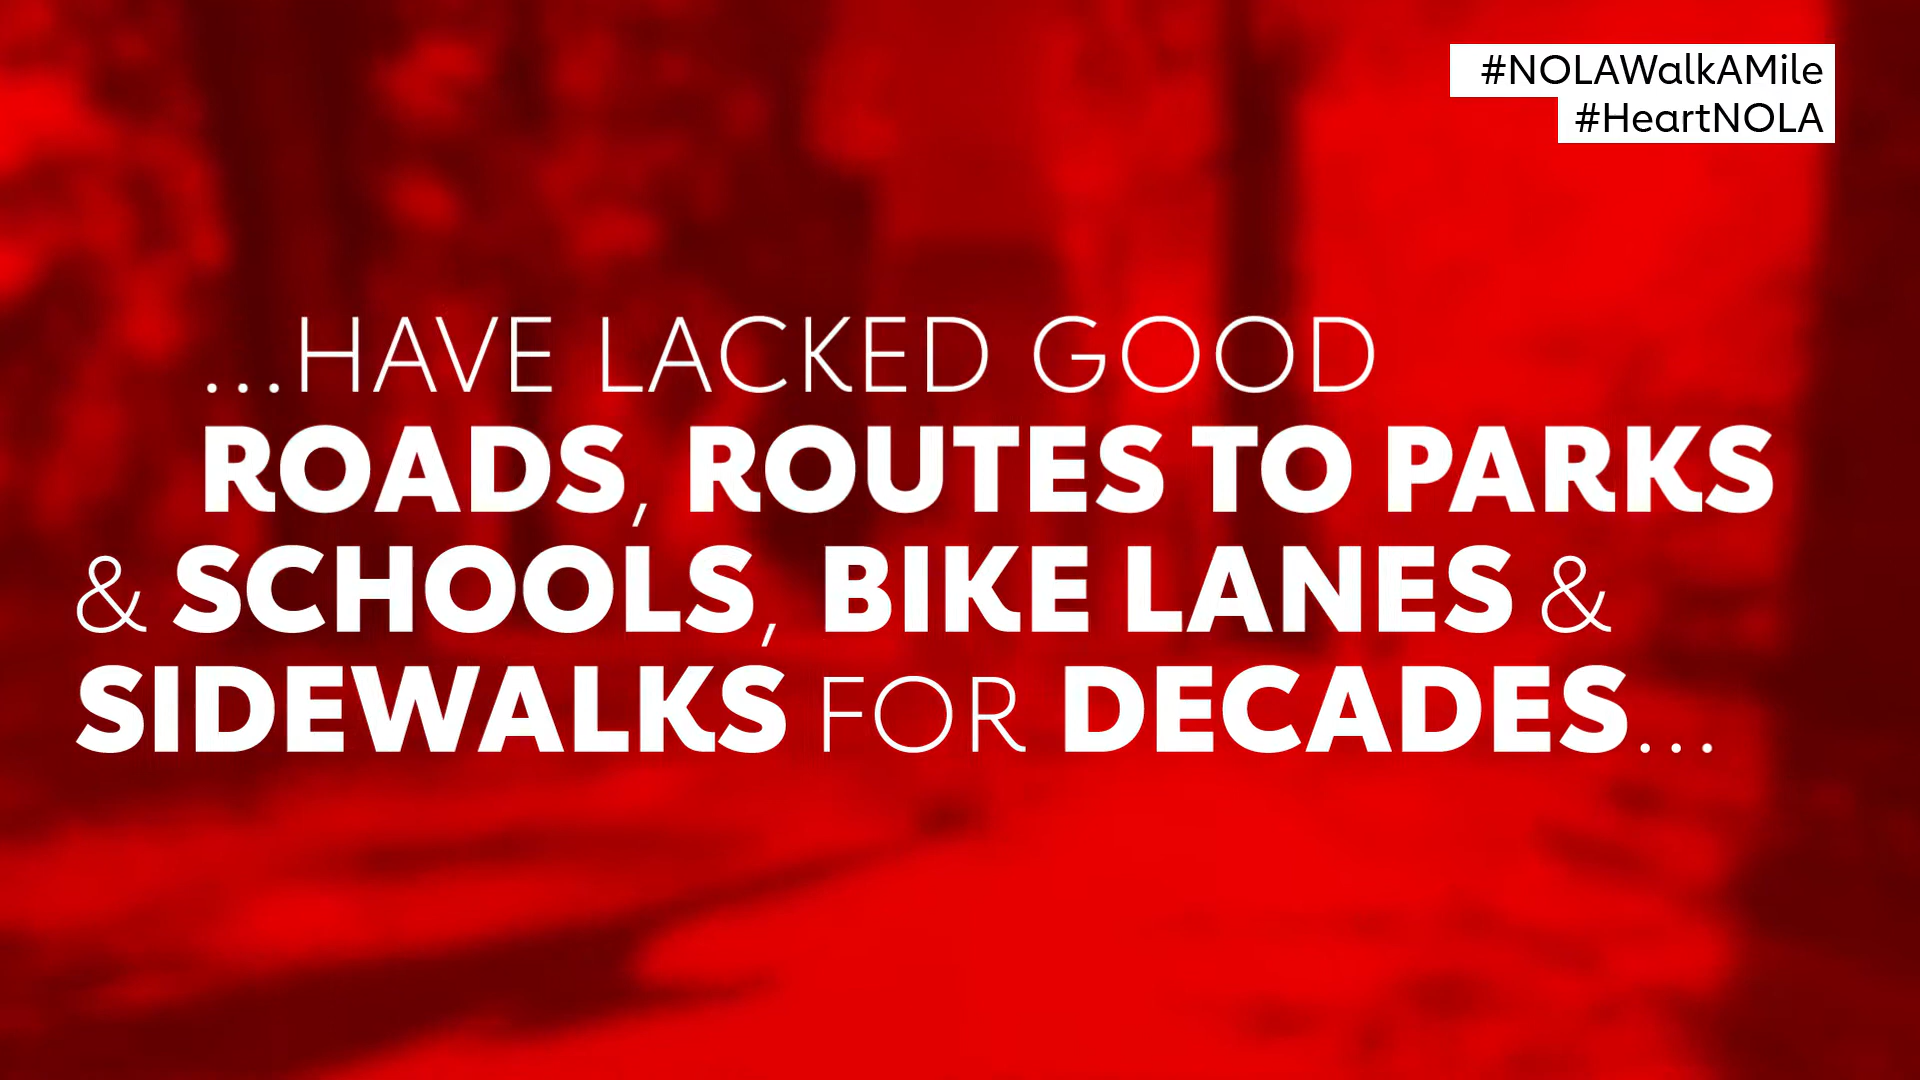 #NOLAWalkAMile
#HeartNOLA
...HAVE LACKED GOOD
ROADS, ROUTES TO PARKS
& SCHOOLS, BIKE LANES &
SIDEWALKS FOR DECADES...